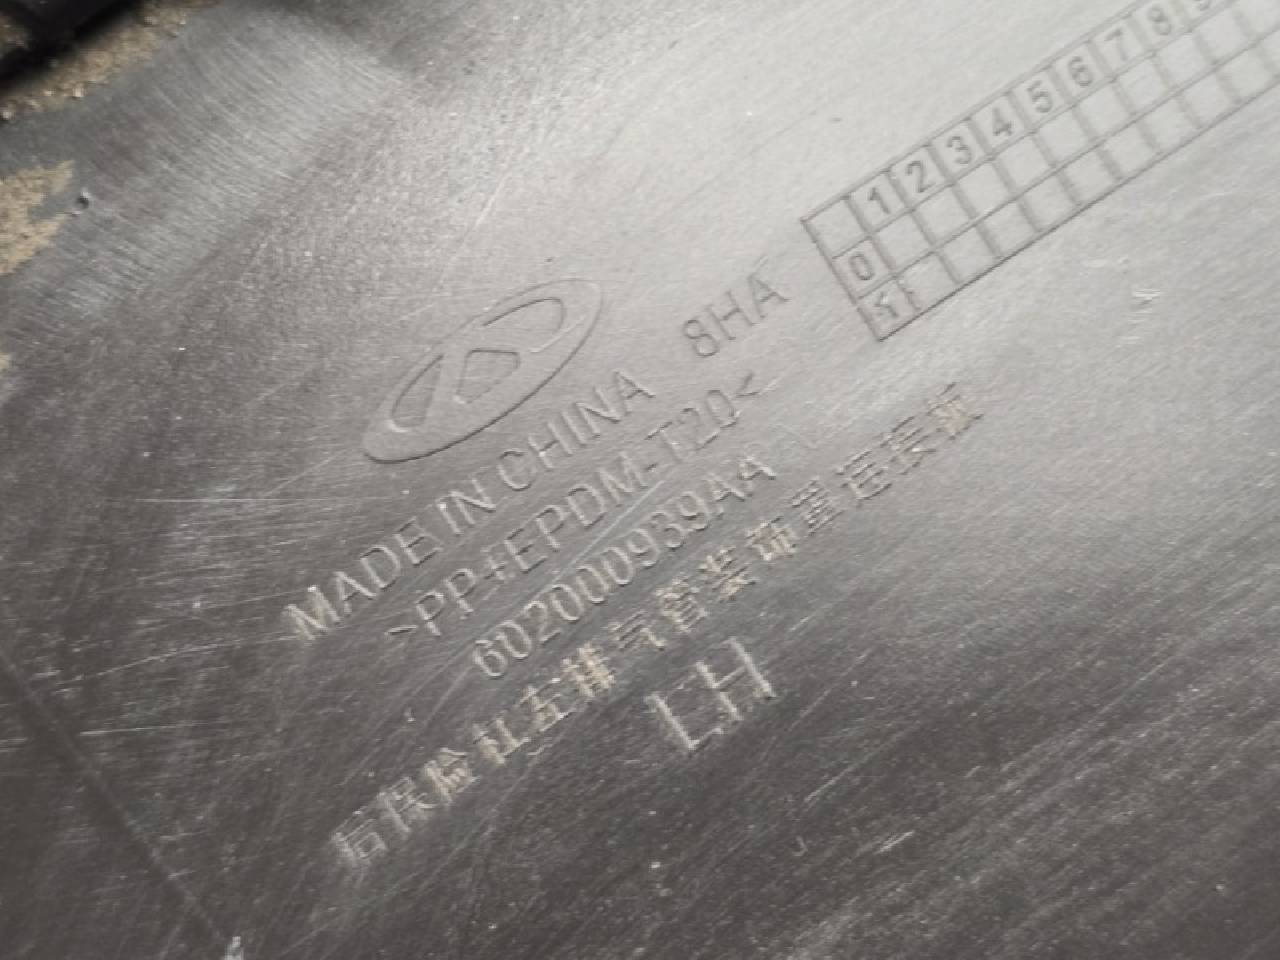 1 2 3 4 5 6 7 8 9
0
1
MADE IN CHINA 8HA
>PP+EPDM-T20<
602000939AA
后保险杠左排气管装饰罩连接板
LH